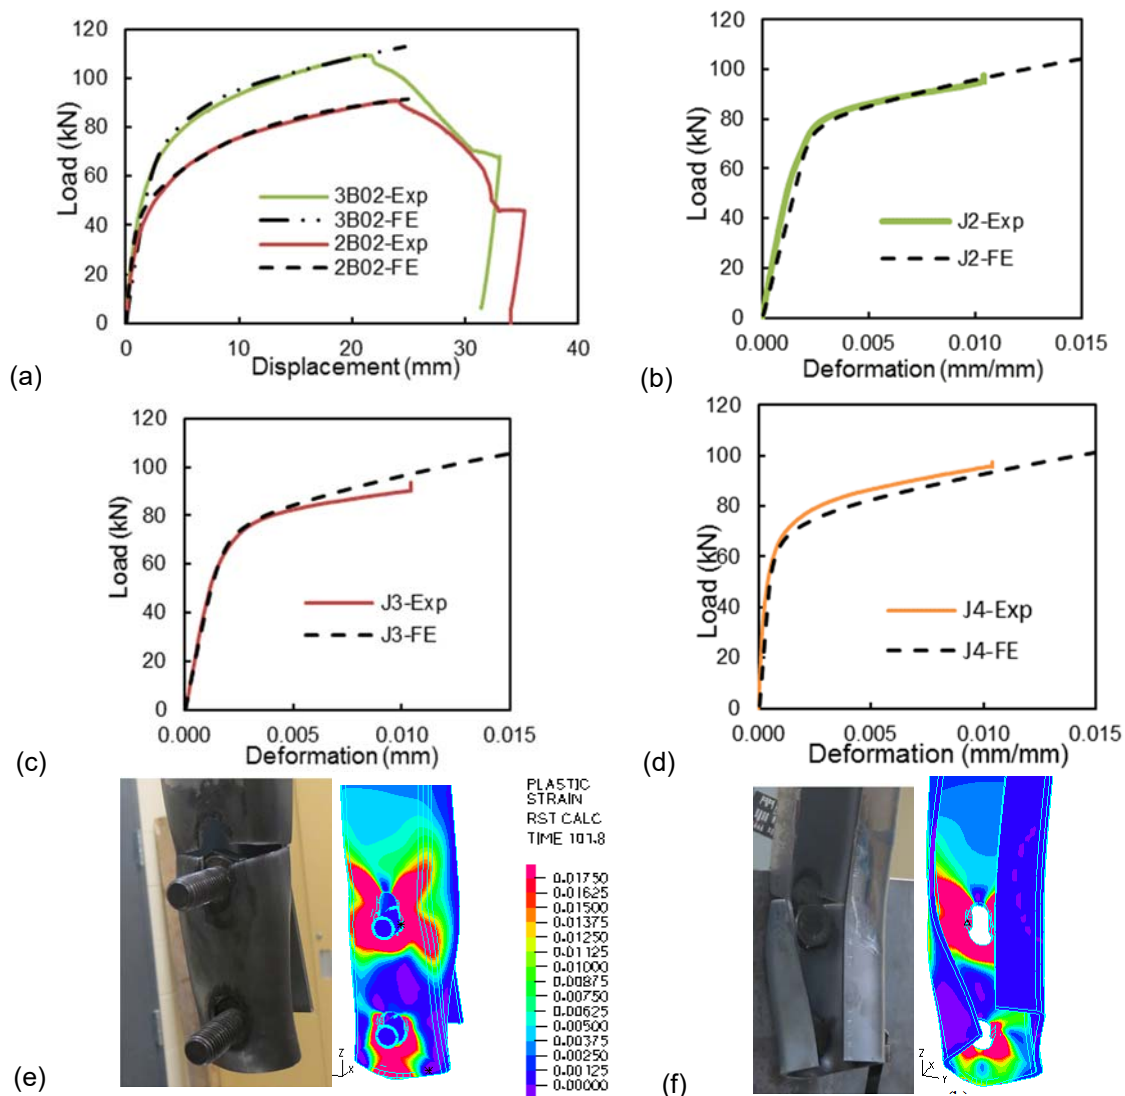 120
100
80
60
40
20
0
Load (kN)
3B02-Exp
3B02-FE
2B02-Exp
2B02-FE
0
10
20
30
40
Displacement (mm)
(a)
120
100
80
60
40
20
0
Load (kN)
J2-Exp
J2-FE
0.000
0.005
0.010
0.015
Deformation (mm/mm)
(b)
120
100
80
60
40
20
0
Load (kN)
J3-Exp
J3-FE
0.000
0.005
0.010
0.015
Deformation (mm)
(c)
120
100
80
60
40
20
0
Load (kN)
J4-Exp
J4-FE
0.000
0.005
0.010
0.015
Deformation (mm/mm)
(d)
PLASTIC
STRAIN
RST CALC
TIME 101.8
0.01750
0.01625
0.01500
0.01375
0.01250
0.01125
0.01000
0.00875
0.00750
0.00625
0.00500
0.00375
0.00250
0.00125
0.00000
Z
X
(e)
Z
X
Y
(f)